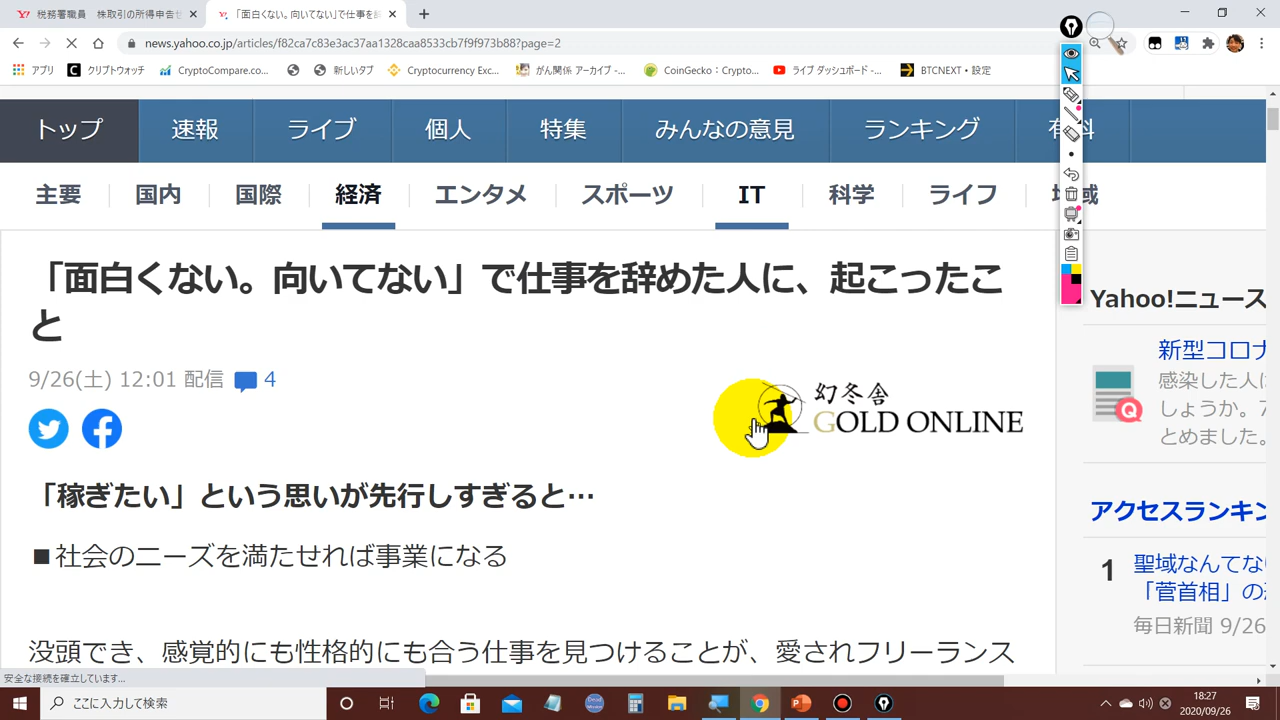 税務署職員 株取引の所得申告せ
「面白くない。向いてない」で仕事を辞
news.yahoo.co.jp/articles/f82ca7c83e3ac37aa1328caa8533cb7f9f973b88?page=2
アプリ
クリプトウォッチ
CryptoCompare.co...
新しいタブ
Cryptocurrency Exc...
がん関係 アーカイブ -...
CoinGecko：Crypto...
ライブ ダッシュボード -...
BTCNEXT • 設定
トップ 速報 ライブ 個人 特集 みんなの意見 ランキング 有料
主要 国内 国際 経済 エンタメ スポーツ IT 科学 ライフ 地域
「面白くない。向いてない」で仕事を辞めた人に、起こったこ
と
9/26(土) 12:01 配信 4
幻冬舎
GOLD ONLINE
「稼ぎたい」という思いが先行しすぎると…
■社会のニーズを満たせれば事業になる
没頭でき、感覚的にも性格的にも合う仕事を見つけることが、愛されフリーランス
Yahoo!ニュース
新型コロナ
感染した人に
しょうか。
とめました。
アクセスランキン
1
聖域なんてな
「菅首相」の
毎日新聞 9/26
安全な接続を確立しています...
ここに入力して検索
18:27
2020/09/26